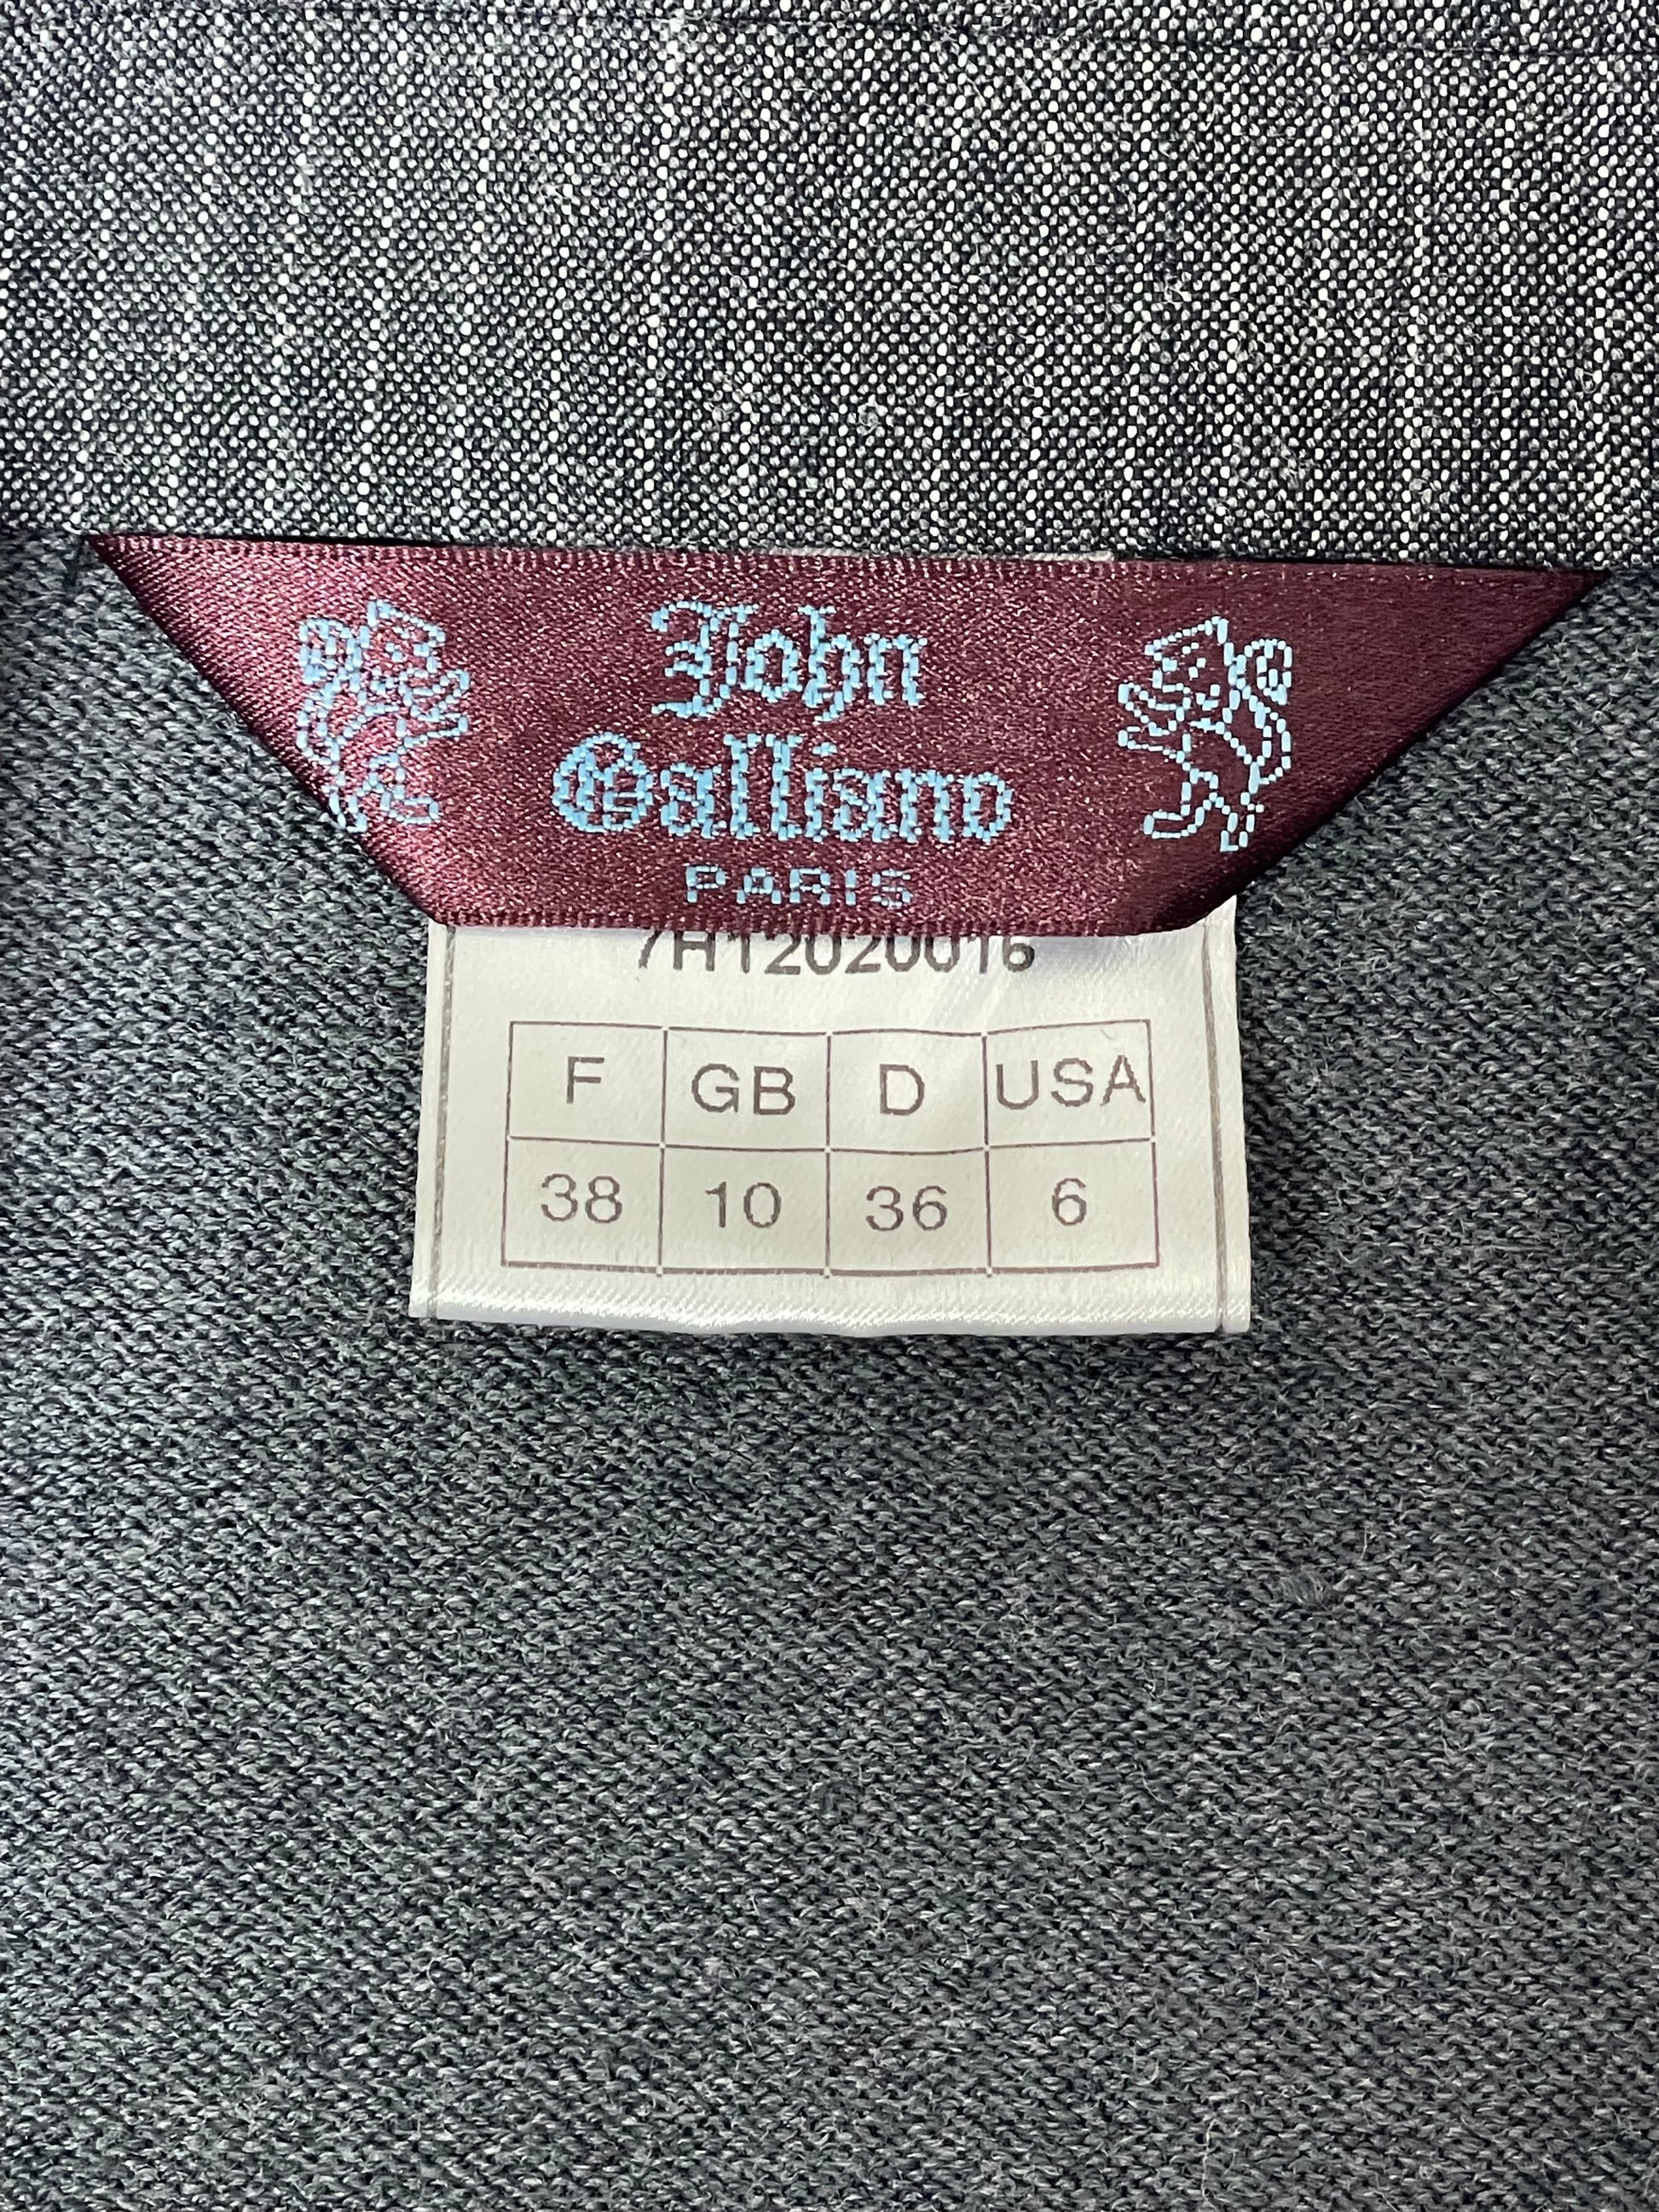 John
Galliano
PARIS
7H12020016
F GB D USA
38 10 36 6